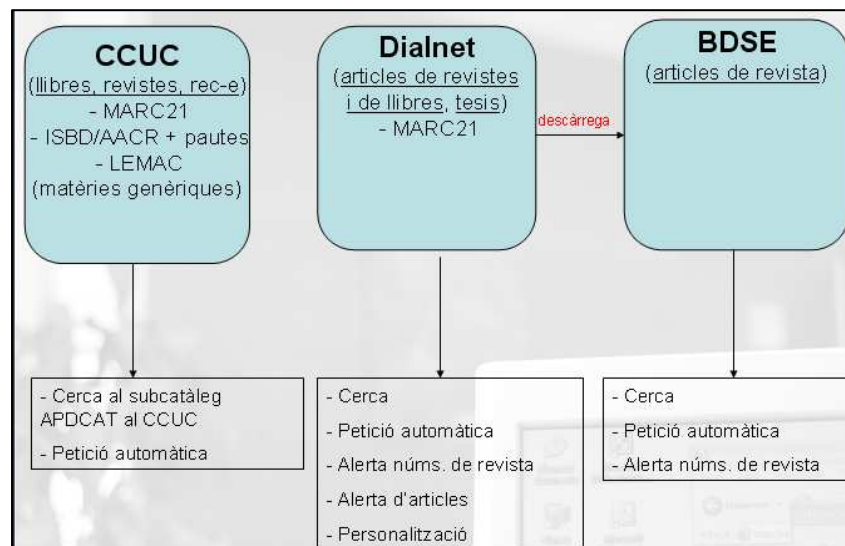 CCUC
(llibres, revistes, rec-e)
- MARC21
- ISBD/AACR + pautes
- LEMAC
(matèries genèriques)
Dialnet
(articles de revistes
i de llibres, tesis)
- MARC21
descàrrega
BDSE
(articles de revista)
- Cerca al subcatàleg
APDCAT al CCUC
- Petició automàtica
- Cerca
- Petició automàtica
- Alerta núms. de revista
- Alerta d'articles
- Personalització
- Cerca
- Petició automàtica
- Alerta núms. de revista